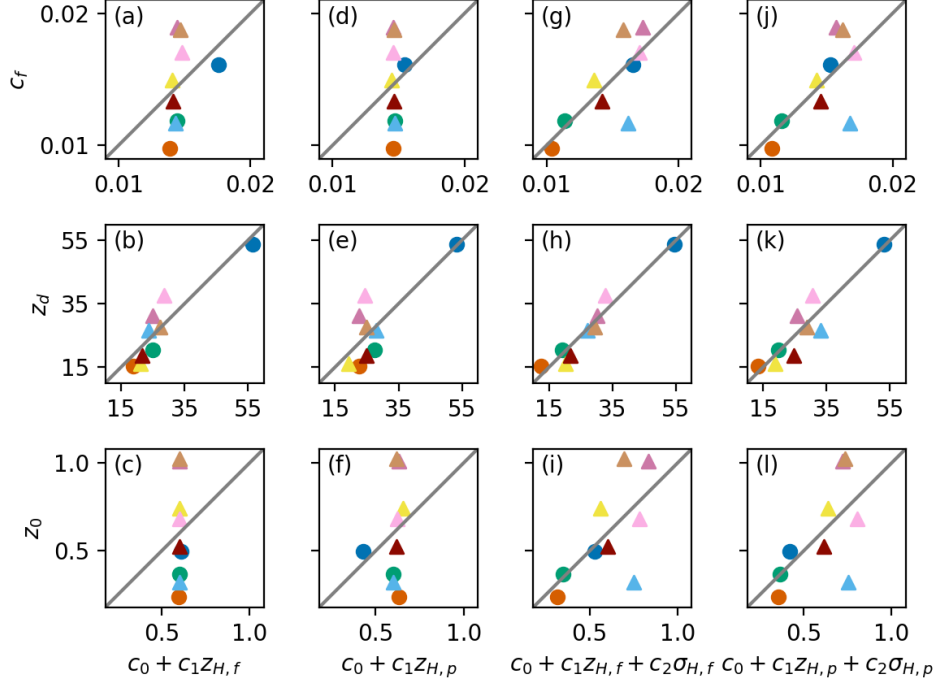 (a) (d) (g) (j)
0.02
c_f
0.01
0.01 0.02 0.01 0.02 0.01 0.02 0.01 0.02
(b) (e) (h) (k)
55
z_d
35
15
15 35 55 15 35 55 15 35 55 15 35 55
(c) (f) (i) (l)
1.0
z_0
0.5
0.5 1.0 0.5 1.0 0.5 1.0 0.5 1.0
c_0 + c_1 z_{H,f} c_0 + c_1 z_{H,p} c_0 + c_1 z_{H,f} + c_2 σ_{H,f} c_0 + c_1 z_{H,p} + c_2 σ_{H,p}